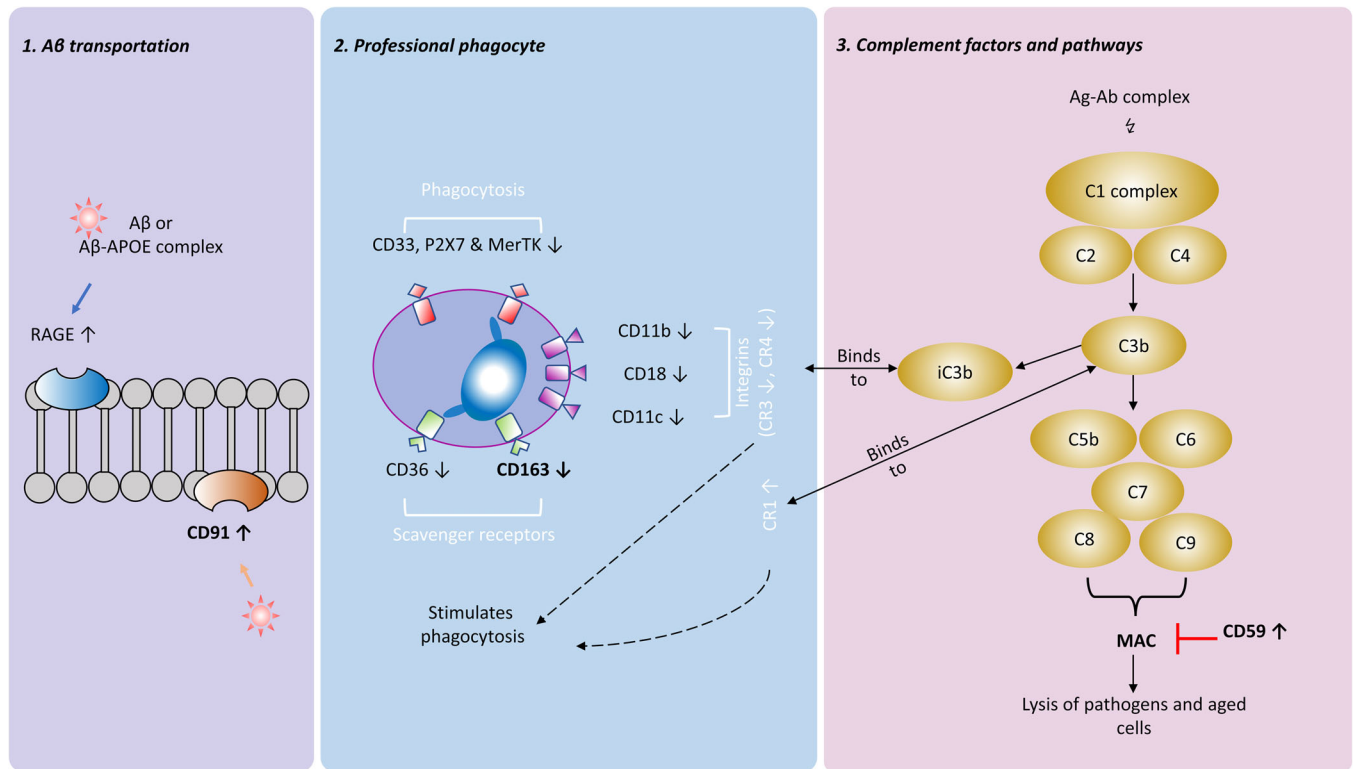 1. Aβ transportation
Aβ or
Aβ-APOE complex
RAGE ↑
CD91 ↑
2. Professional phagocyte
Phagocytosis
CD33, P2X7 & MerTK ↓
CD11b ↓
CD18 ↓
CD11c ↓
Integrins
(CR3 ↓, CR4 ↓)
CD36 ↓
CD163 ↓
Scavenger receptors
CR1 ↑
Stimulates
phagocytosis
3. Complement factors and pathways
Ag-Ab complex
C1 complex
C2
C4
C3b
iC3b
Binds
to
Binds
to
C5b
C6
C7
C8
C9
MAC
CD59 ↑
Lysis of pathogens and aged
cells